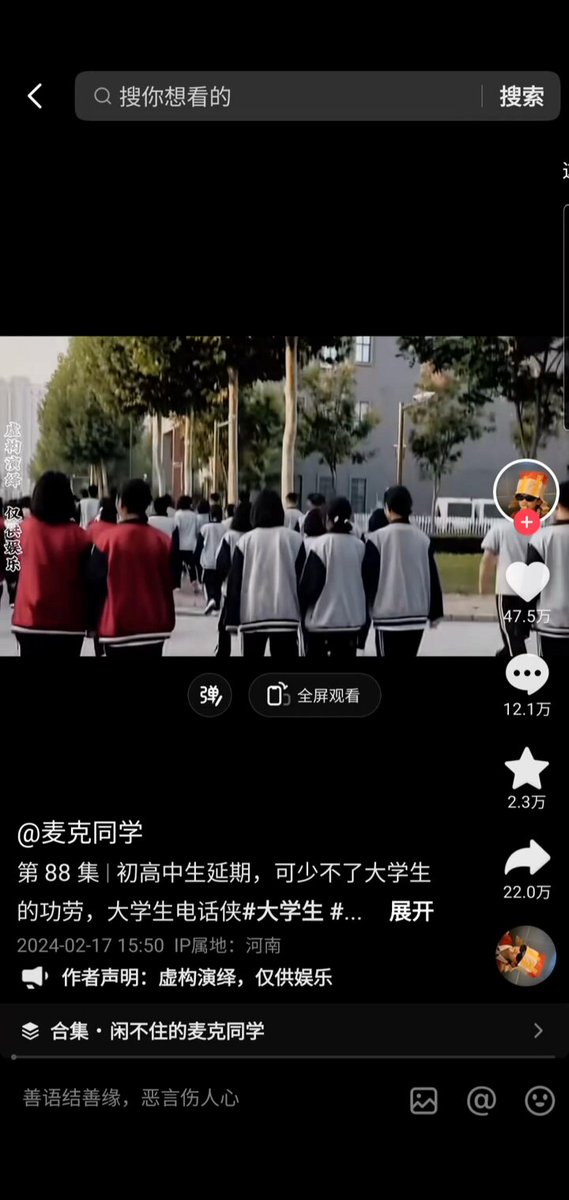 搜你想看的
搜索
虚构演绎 仅供娱乐
47.5万
弹
全屏观看
12.1万
2.3万
@麦克同学
第 88 集 | 初高中生延期，可少不了大学生
的功劳，大学生电话侠#大学生 #... 展开
22.0万
2024-02-17 15:50 IP属地：河南
作者声明：虚构演绎，仅供娱乐
合集·闲不住的麦克同学
善语结善缘，恶言伤人心